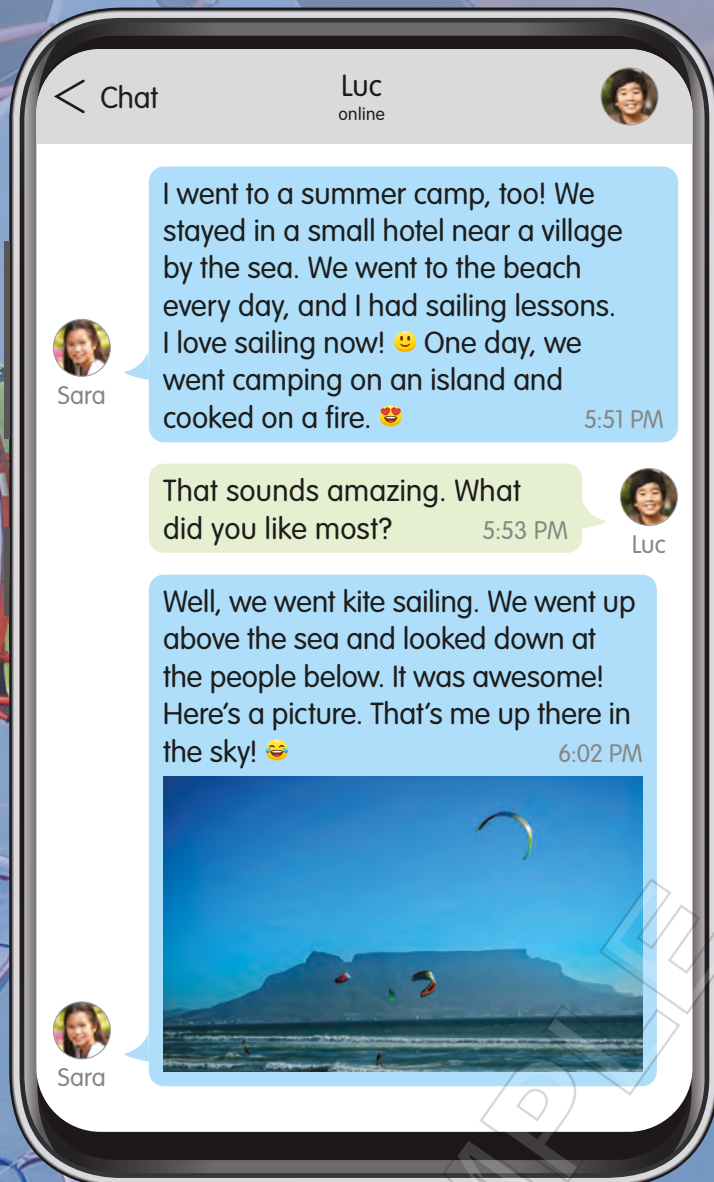 < Chat
Luc
online
I went to a summer camp, too! We
stayed in a small hotel near a village
by the sea. We went to the beach
every day, and I had sailing lessons.
I love sailing now! 🙂 One day, we
went camping on an island and
cooked on a fire. 😍 5:51 PM
Sara
That sounds amazing. What
did you like most? 5:53 PM
Luc
Well, we went kite sailing. We went up
above the sea and looked down at
the people below. It was awesome!
Here’s a picture. That’s me up there in
the sky! 😂 6:02 PM
Sara